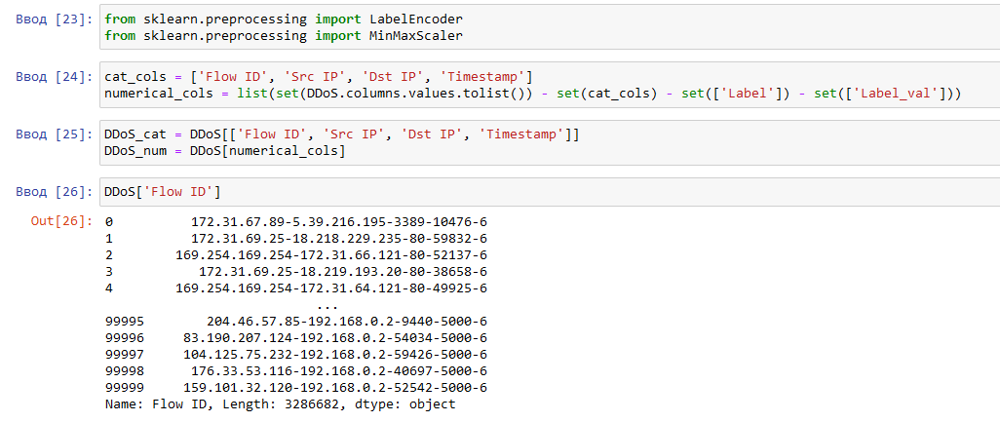 Ввод [23]: from sklearn.preprocessing import LabelEncoder
from sklearn.preprocessing import MinMaxScaler
Ввод [24]: cat_cols = ['Flow ID', 'Src IP', 'Dst IP', 'Timestamp']
numerical_cols = list(set(DDoS.columns.values.tolist()) - set(cat_cols) - set(['Label']) - set(['Label_val']))
Ввод [25]: DDoS_cat = DDoS[['Flow ID', 'Src IP', 'Dst IP', 'Timestamp']]
DDoS_num = DDoS[numerical_cols]
Ввод [26]: DDoS['Flow ID']
Out[26]: 0 172.31.67.89-5.39.216.195-3389-10476-6
1 172.31.69.25-18.218.229.235-80-59832-6
2 169.254.169.254-172.31.66.121-80-52137-6
3 172.31.69.25-18.219.193.20-80-38658-6
4 169.254.169.254-172.31.64.121-80-49925-6
...
99995 204.46.57.85-192.168.0.2-9440-5000-6
99996 83.190.207.124-192.168.0.2-54034-5000-6
99997 104.125.75.232-192.168.0.2-59426-5000-6
99998 176.33.53.116-192.168.0.2-40697-5000-6
99999 159.101.32.120-192.168.0.2-52542-5000-6
Name: Flow ID, Length: 3286682, dtype: object